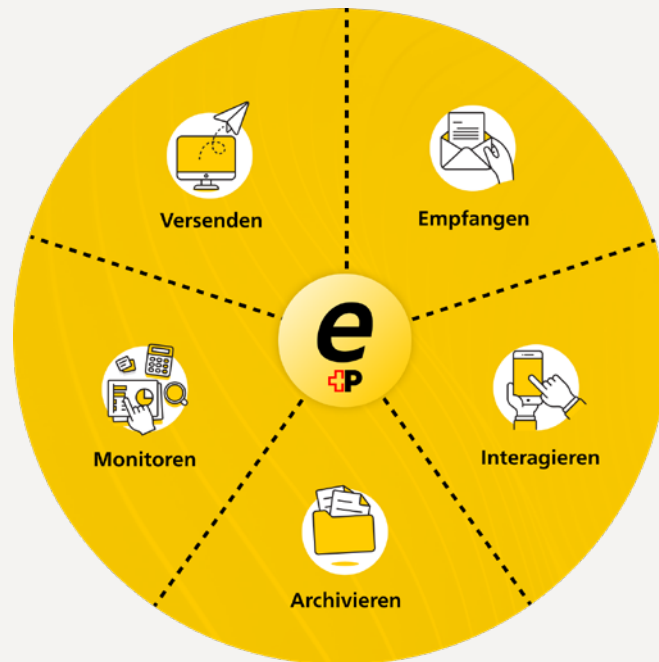 Versenden
Empfangen
e
P
Monitoren
Interagieren
Archivieren